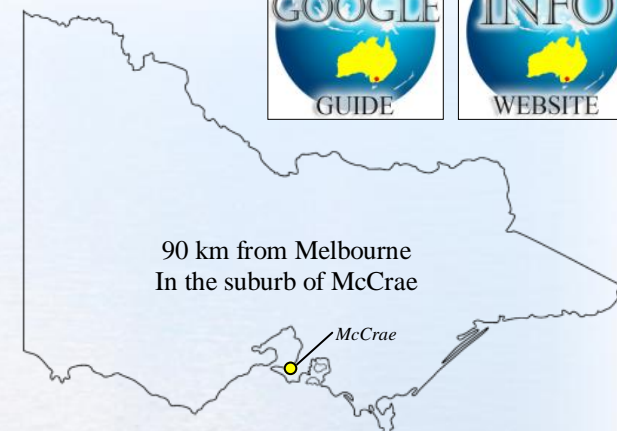 GOOGLE
GUIDE
INFO
WEBSITE
90 km from Melbourne
In the suburb of McCrae
McCrae